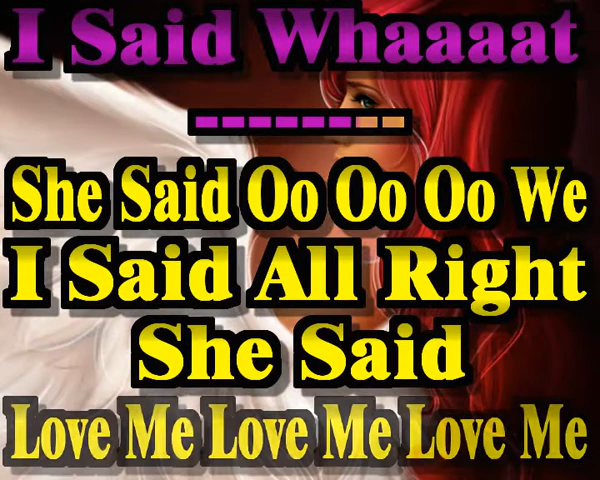 I Said Whaaaat
She Said Oo Oo Oo We
I Said All Right
She Said
Love Me Love Me Love Me